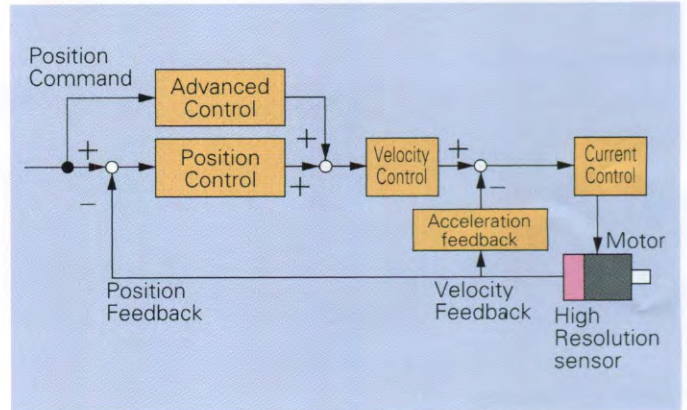 Position
Command
Advanced
Control
+
+
Position
Control
+
Velocity
Control
+
Current
Control
−
−
Acceleration
feedback
Motor
Position
Feedback
Velocity
Feedback
High
Resolution
sensor